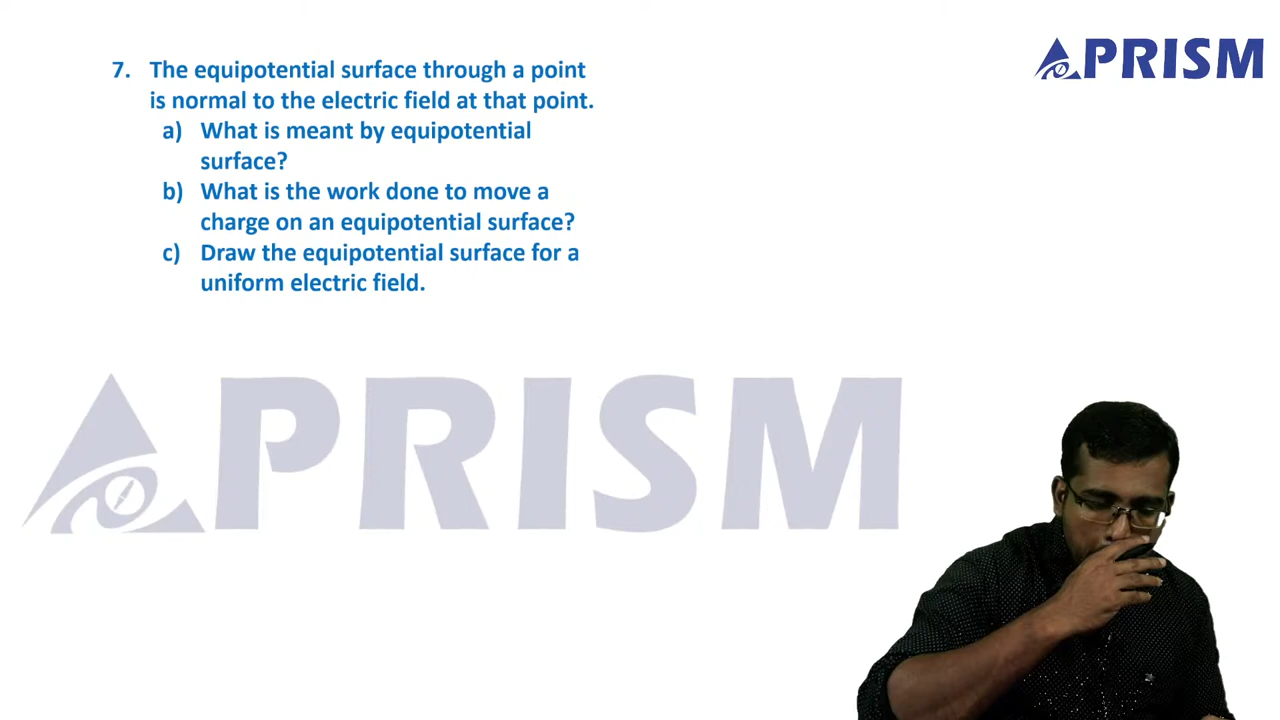 PRISM
7. The equipotential surface through a point
is normal to the electric field at that point.
a) What is meant by equipotential
surface?
b) What is the work done to move a
charge on an equipotential surface?
c) Draw the equipotential surface for a
uniform electric field.
PRISM